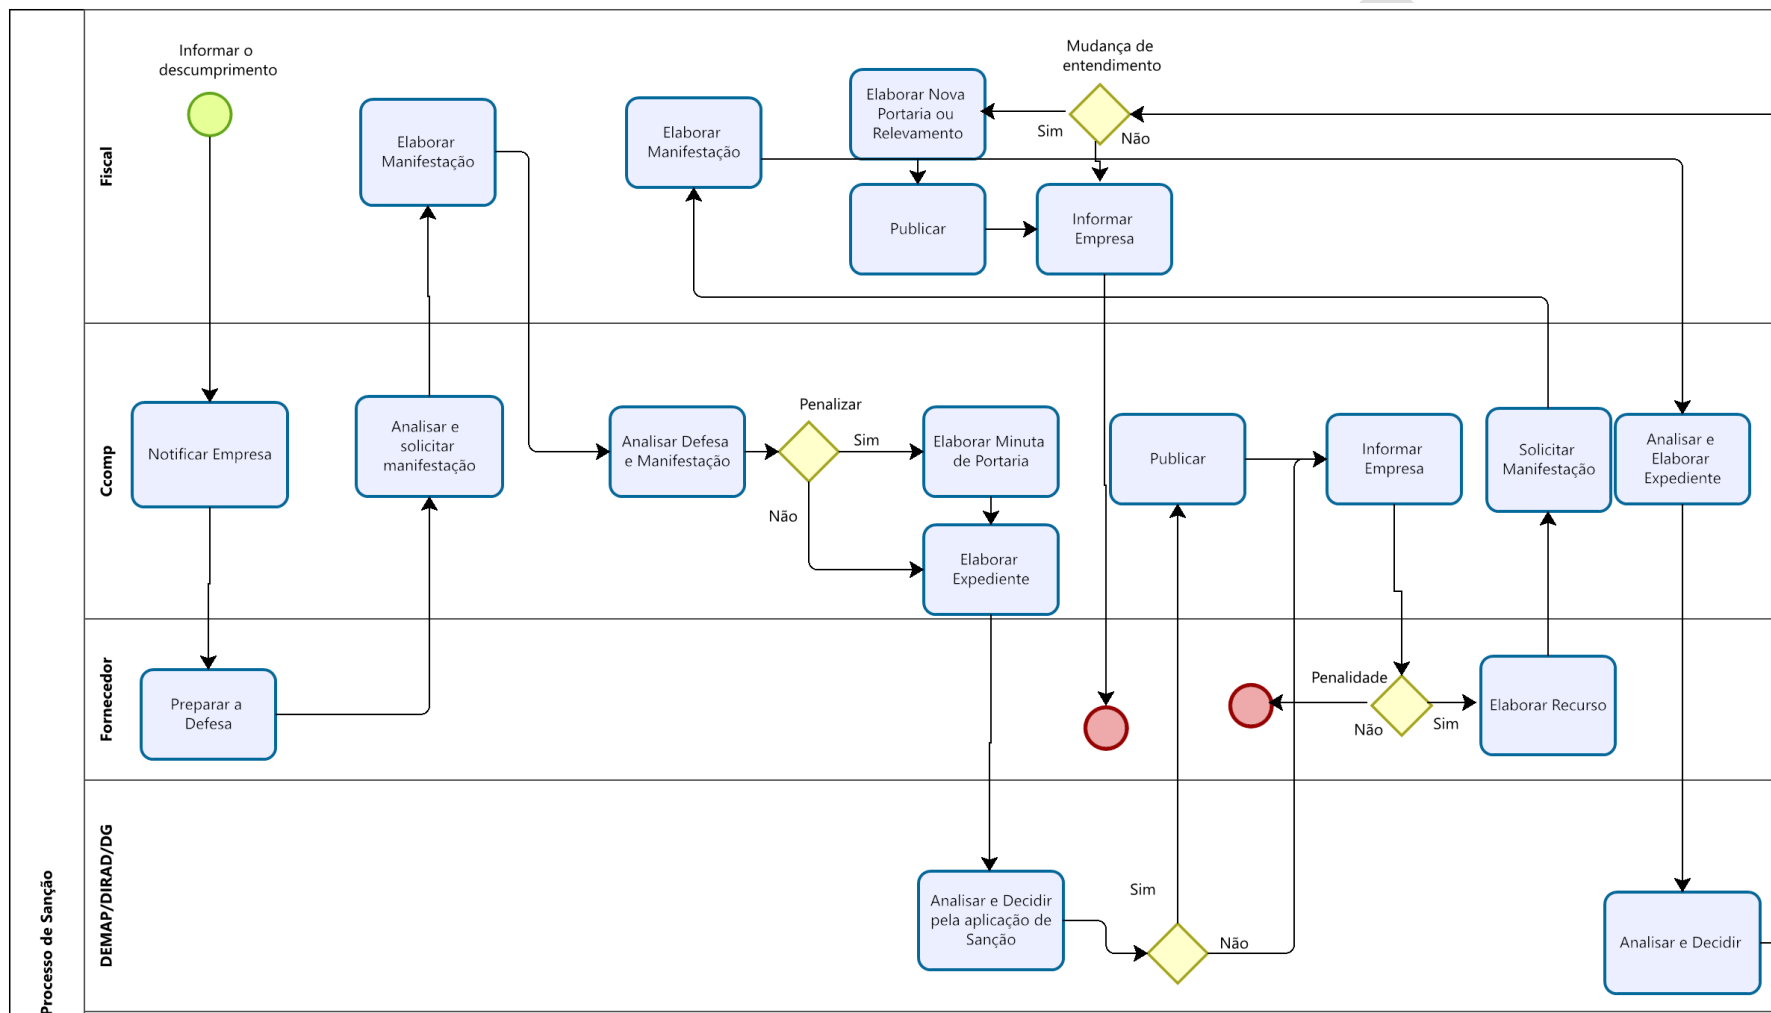 Processo de Sanção
Fiscal
Informar o
descumprimento
Elaborar
Manifestação
Elaborar
Manifestação
Elaborar Nova
Portaria ou
Relevamento
Mudança de
entendimento
Sim
Não
Publicar
Informar
Empresa
Ccomp
Notificar Empresa
Analisar e
solicitar
manifestação
Analisar Defesa
e Manifestação
Penalizar
Sim
Não
Elaborar Minuta
de Portaria
Elaborar
Expediente
Publicar
Informar
Empresa
Solicitar
Manifestação
Analisar e
Elaborar
Expediente
Fornecedor
Preparar a
Defesa
Penalidade
Não
Sim
Elaborar Recurso
DEMAP/DIRAD/DG
Analisar e Decidir
pela aplicação de
Sanção
Sim
Não
Analisar e Decidir